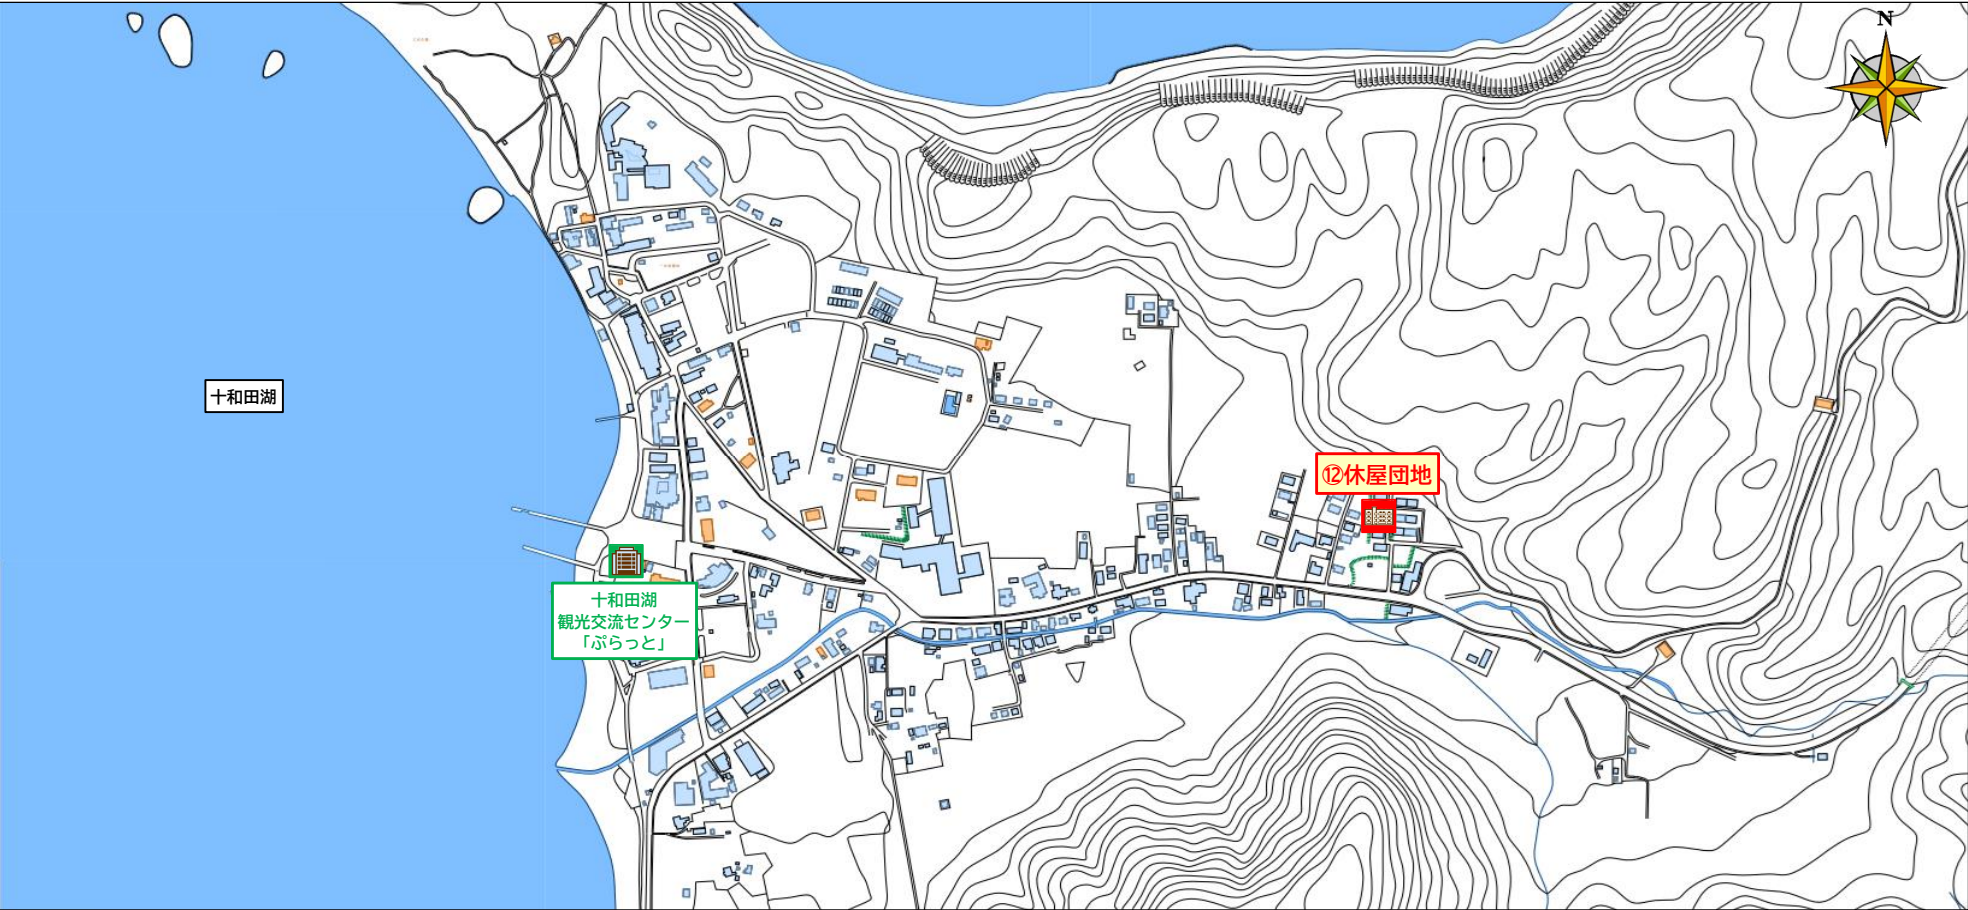 N
十和田湖
⑫休屋団地
十和田湖
観光交流センター
「ぷらっと」